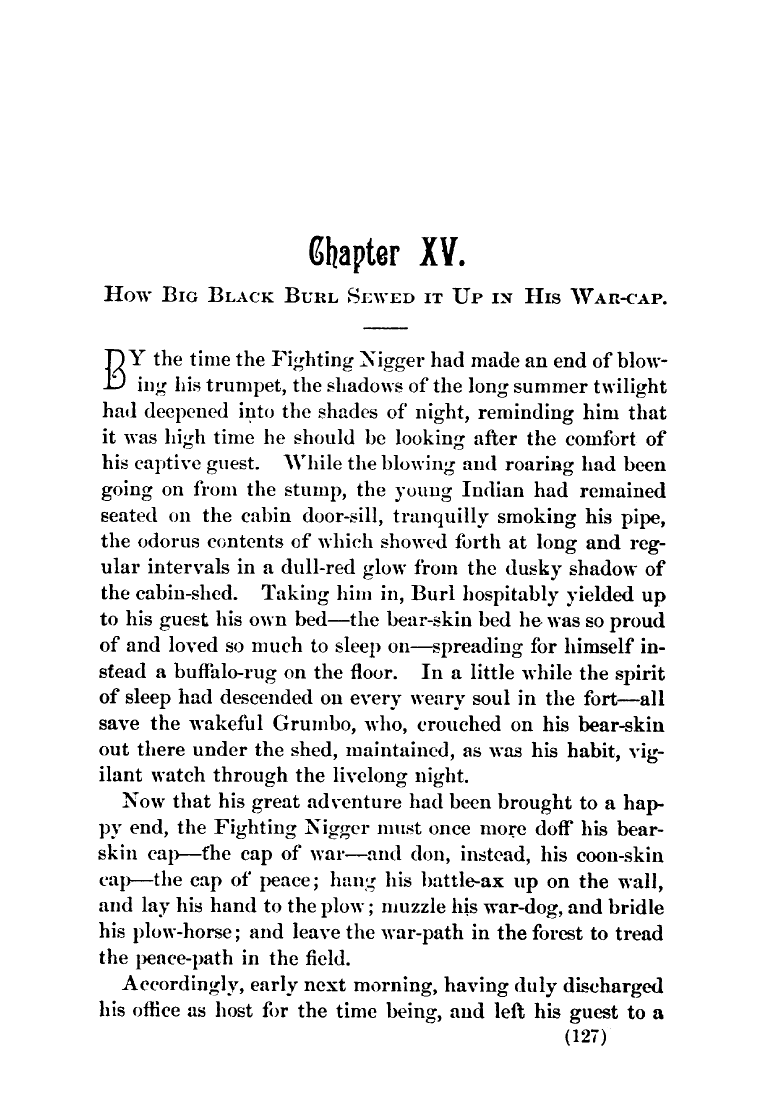 Chapter XV.
How Big Black Burl Sewed it Up in His War-cap.
By the time the Fighting Nigger had made an end of blow-
ing his trumpet, the shadows of the long summer twilight
had deepened into the shades of night, reminding him that
it was high time he should be looking after the comfort of
his captive guest. While the blowing and roaring had been
going on from the stump, the young Indian had remained
seated on the cabin door-sill, tranquilly smoking his pipe,
the odorus contents of which showed forth at long and reg-
ular intervals in a dull-red glow from the dusky shadow of
the cabin-shed. Taking him in, Burl hospitably yielded up
to his guest his own bed—the bear-skin bed he was so proud
of and loved so much to sleep on—spreading for himself in-
stead a buffalo-rug on the floor. In a little while the spirit
of sleep had descended on every weary soul in the fort—all
save the wakeful Grumbo, who, crouched on his bear-skin
out there under the shed, maintained, as was his habit, vig-
ilant watch through the livelong night.
Now that his great adventure had been brought to a hap-
py end, the Fighting Nigger must once more doff his bear-
skin cap—the cap of war—and don, instead, his coon-skin
cap—the cap of peace; hang his battle-ax up on the wall,
and lay his hand to the plow; muzzle his war-dog, and bridle
his plow-horse; and leave the war-path in the forest to tread
the peace-path in the field.
Accordingly, early next morning, having duly discharged
his office as host for the time being, and left his guest to a
(127)